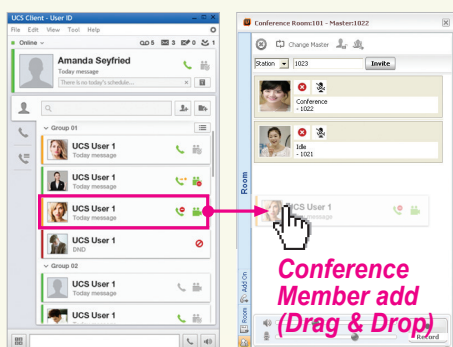 UCS Client - User ID
File Edit View Tool Help
Online
5 3 0 1
Amanda Seyfried
Today message
There is no today's schedule...
Group 01
UCS User 1
Today message
UCS User 1
Today message
UCS User 1
Today message
UCS User 1
DND
Group 02
UCS User 1
Today message
UCS User 1
Today message
Conference Room:101 - Master:1022
Change Master
Station 1023 Invite
Conference
- 1022
Idle
- 1021
Room
UCS User 1
message
Add On
Room
Conference
Member add
(Drag & Drop)
Record